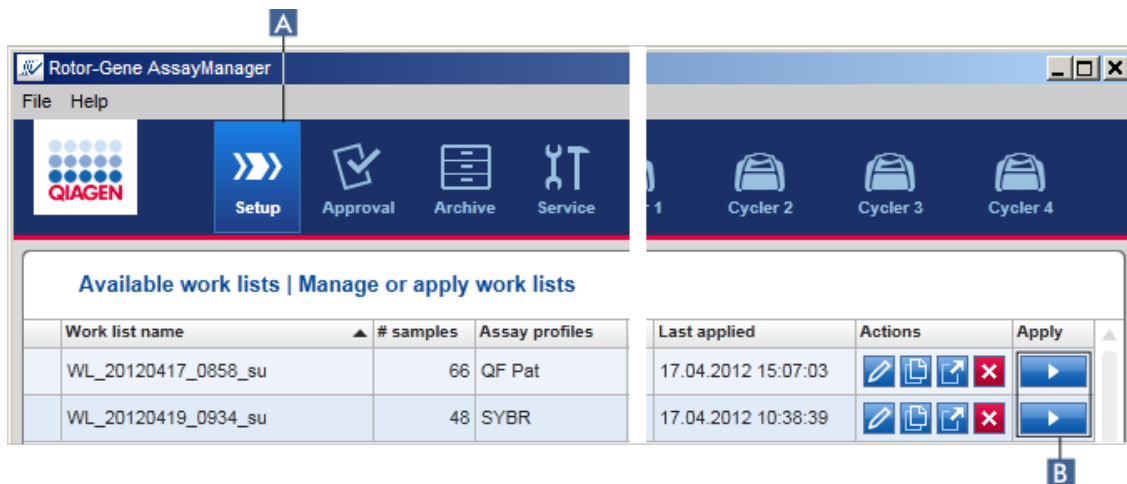 A
Rotor-Gene AssayManager
File Help
QIAGEN
Setup Approval Archive Service 1 Cycler 2 Cycler 3 Cycler 4
Available work lists | Manage or apply work lists
Work list name # samples Assay profiles Last applied Actions Apply
WL_20120417_0858_su 66 QF Pat 17.04.2012 15:07:03
WL_20120419_0934_su 48 SYBR 17.04.2012 10:38:39
B